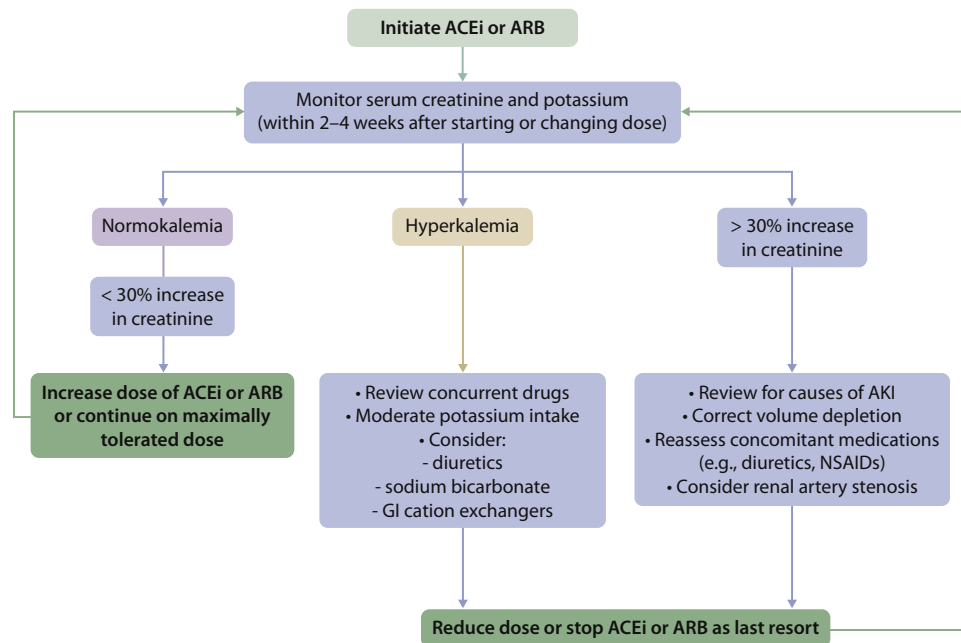 Initiate ACEi or ARB
Monitor serum creatinine and potassium
(within 2–4 weeks after starting or changing dose)
Normokalemia
< 30% increase
in creatinine
Increase dose of ACEi or ARB
or continue on maximally
tolerated dose
Hyperkalemia
• Review concurrent drugs
• Moderate potassium intake
• Consider:
- diuretics
- sodium bicarbonate
- GI cation exchangers
> 30% increase
in creatinine
• Review for causes of AKI
• Correct volume depletion
• Reassess concomitant medications
(e.g., diuretics, NSAIDs)
• Consider renal artery stenosis
Reduce dose or stop ACEi or ARB as last resort